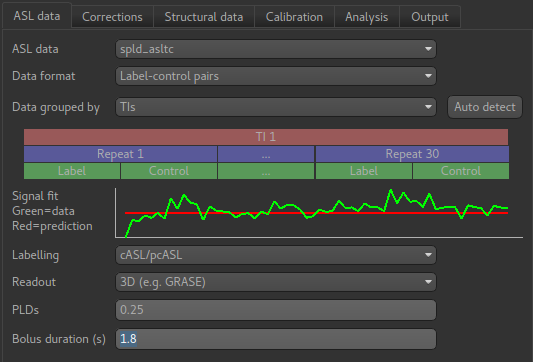 ASL data Corrections Structural data Calibration Analysis Output
ASL data spld_asltc
Data format Label-control pairs
Data grouped by TIs Auto detect
TI 1
Repeat 1 ... Repeat 30
Label Control ... Label Control
Signal fit
Green=data
Red=prediction
Labelling cASL/pcASL
Readout 3D (e.g. GRASE)
PLDs 0.25
Bolus duration (s) 1.8